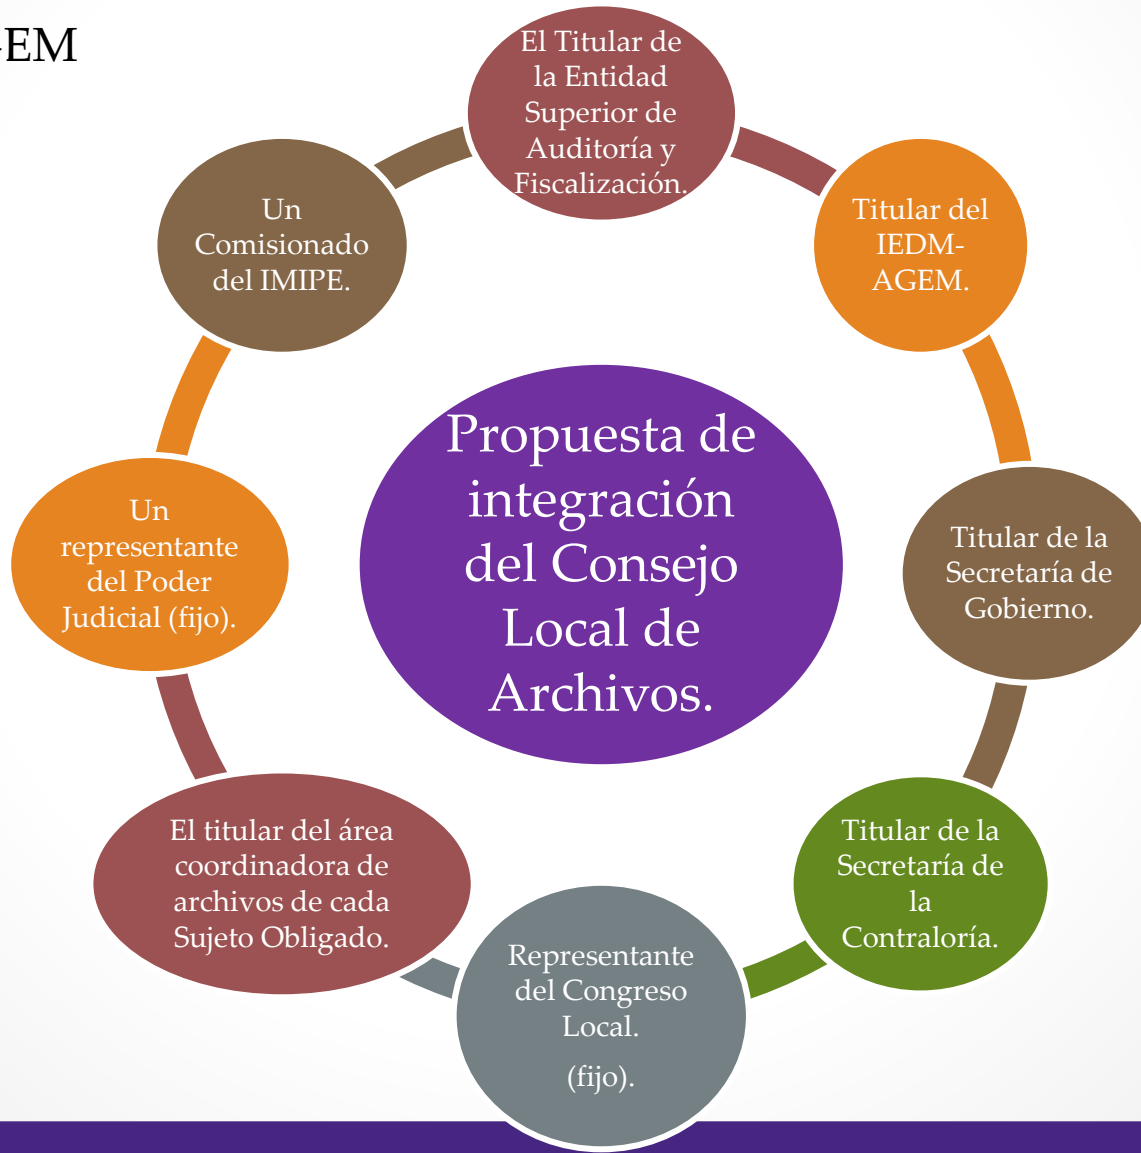 EM
El Titular de
la Entidad
Superior de
Auditoría y
Fiscalización.
Titular del
IEDM-
AGEM.
Titular de la
Secretaría de
Gobierno.
Titular de la
Secretaría de
la
Contraloría.
Representante
del Congreso
Local.
(fijo).
El titular del área
coordinadora de
archivos de cada
Sujeto Obligado.
Un
representante
del Poder
Judicial (fijo).
Un
Comisionado
del IMIPE.
Propuesta de
integración
del Consejo
Local de
Archivos.